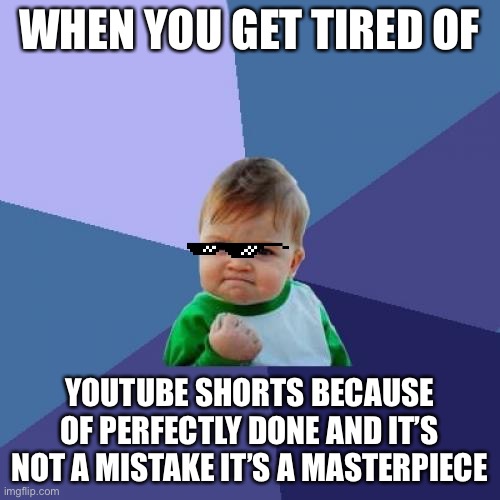 WHEN YOU GET TIRED OF
YOUTUBE SHORTS BECAUSE
OF PERFECTLY DONE AND IT’S
NOT A MISTAKE IT’S A MASTERPIECE
imgflip.com